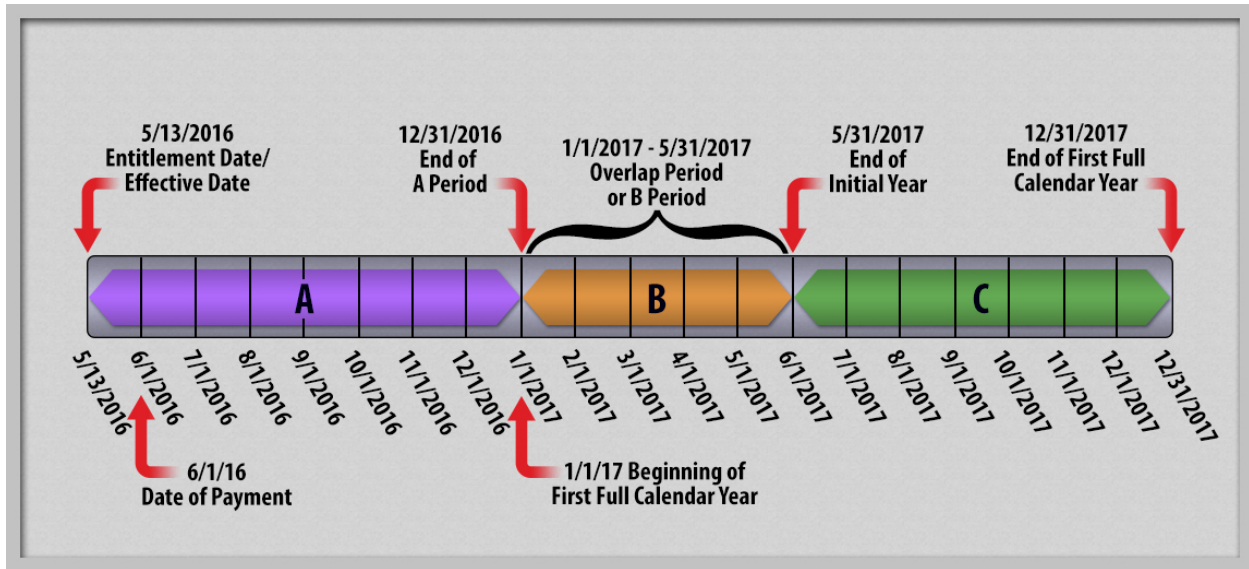 5/13/2016
Entitlement Date/
Effective Date
12/31/2016
End of
A Period
1/1/2017 - 5/31/2017
Overlap Period
or B Period
5/31/2017
End of
Initial Year
12/31/2017
End of First Full
Calendar Year
A
B
C
5/13/2016
6/1/2016
7/1/2016
8/1/2016
9/1/2016
10/1/2016
11/1/2016
12/1/2016
1/1/2017
2/1/2017
3/1/2017
4/1/2017
5/1/2017
6/1/2017
7/1/2017
8/1/2017
9/1/2017
10/1/2017
11/1/2017
12/1/2017
12/31/2017
6/1/16
Date of Payment
1/1/17 Beginning of
First Full Calendar Year